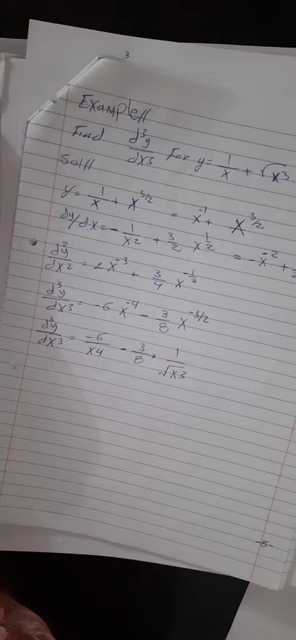 3
Example
Find d³y/dx³ For y = 1/x + √x³
Soln
y = 1/x + x^3/2 = x^-1 + x^3/2
dy/dx = -1/x² + 3/2 x^1/2 = -x^-2 +
d²y/dx² = 2x^-3 + 3/4 x^-1/2
d³y/dx³ = -6x^-4 - 3/8 x^-3/2
d³y/dx³ = -6/x4 - 3/8 * 1/√x3
-5-